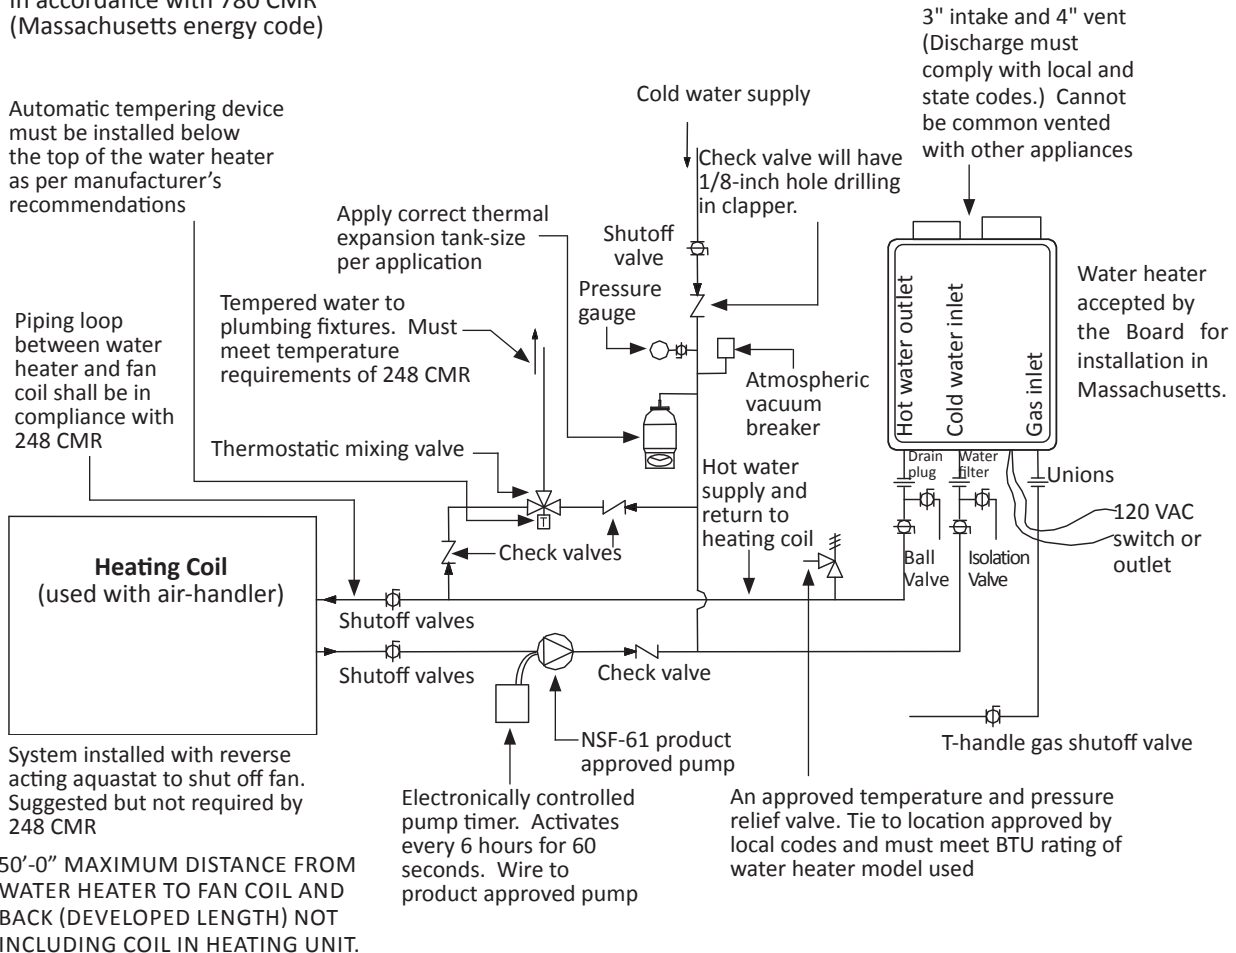 in accordance with 780 CMR
(Massachusetts energy code)
3" intake and 4" vent
(Discharge must
comply with local and
state codes.) Cannot
be common vented
with other appliances
Cold water supply
Automatic tempering device
must be installed below
the top of the water heater
as per manufacturer's
recommendations
Check valve will have
1/8-inch hole drilling
in clapper.
Apply correct thermal
expansion tank-size
per application
Shutoff
valve
Pressure
gauge
Tempered water to
plumbing fixtures. Must
meet temperature
requirements of 248 CMR
Piping loop
between water
heater and fan
coil shall be in
compliance with
248 CMR
Atmospheric
vacuum
breaker
Hot water outlet
Cold water inlet
Gas inlet
Water heater
accepted by
the Board for
installation in
Massachusetts.
Thermostatic mixing valve
Hot water
supply and
return to
heating coil
Drain
plug
Water
filter
Unions
120 VAC
switch or
outlet
T
Check valves
Ball
Valve
Isolation
Valve
Heating Coil
(used with air-handler)
Shutoff valves
Shutoff valves
Check valve
NSF-61 product
approved pump
T-handle gas shutoff valve
System installed with reverse
acting aquastat to shut off fan.
Suggested but not required by
248 CMR
Electronically controlled
pump timer. Activates
every 6 hours for 60
seconds. Wire to
product approved pump
An approved temperature and pressure
relief valve. Tie to location approved by
local codes and must meet BTU rating of
water heater model used
50'-0” MAXIMUM DISTANCE FROM
WATER HEATER TO FAN COIL AND
BACK (DEVELOPED LENGTH) NOT
INCLUDING COIL IN HEATING UNIT.